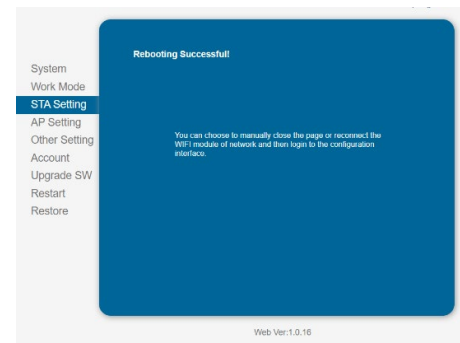 Rebooting Successful!
System
Work Mode
STA Setting
AP Setting
Other Setting
Account
Upgrade SW
Restart
Restore
You can choose to manually close the page or reconnect the
WIFI module of network and then login to the configuration
interface.
Web Ver:1.0.16